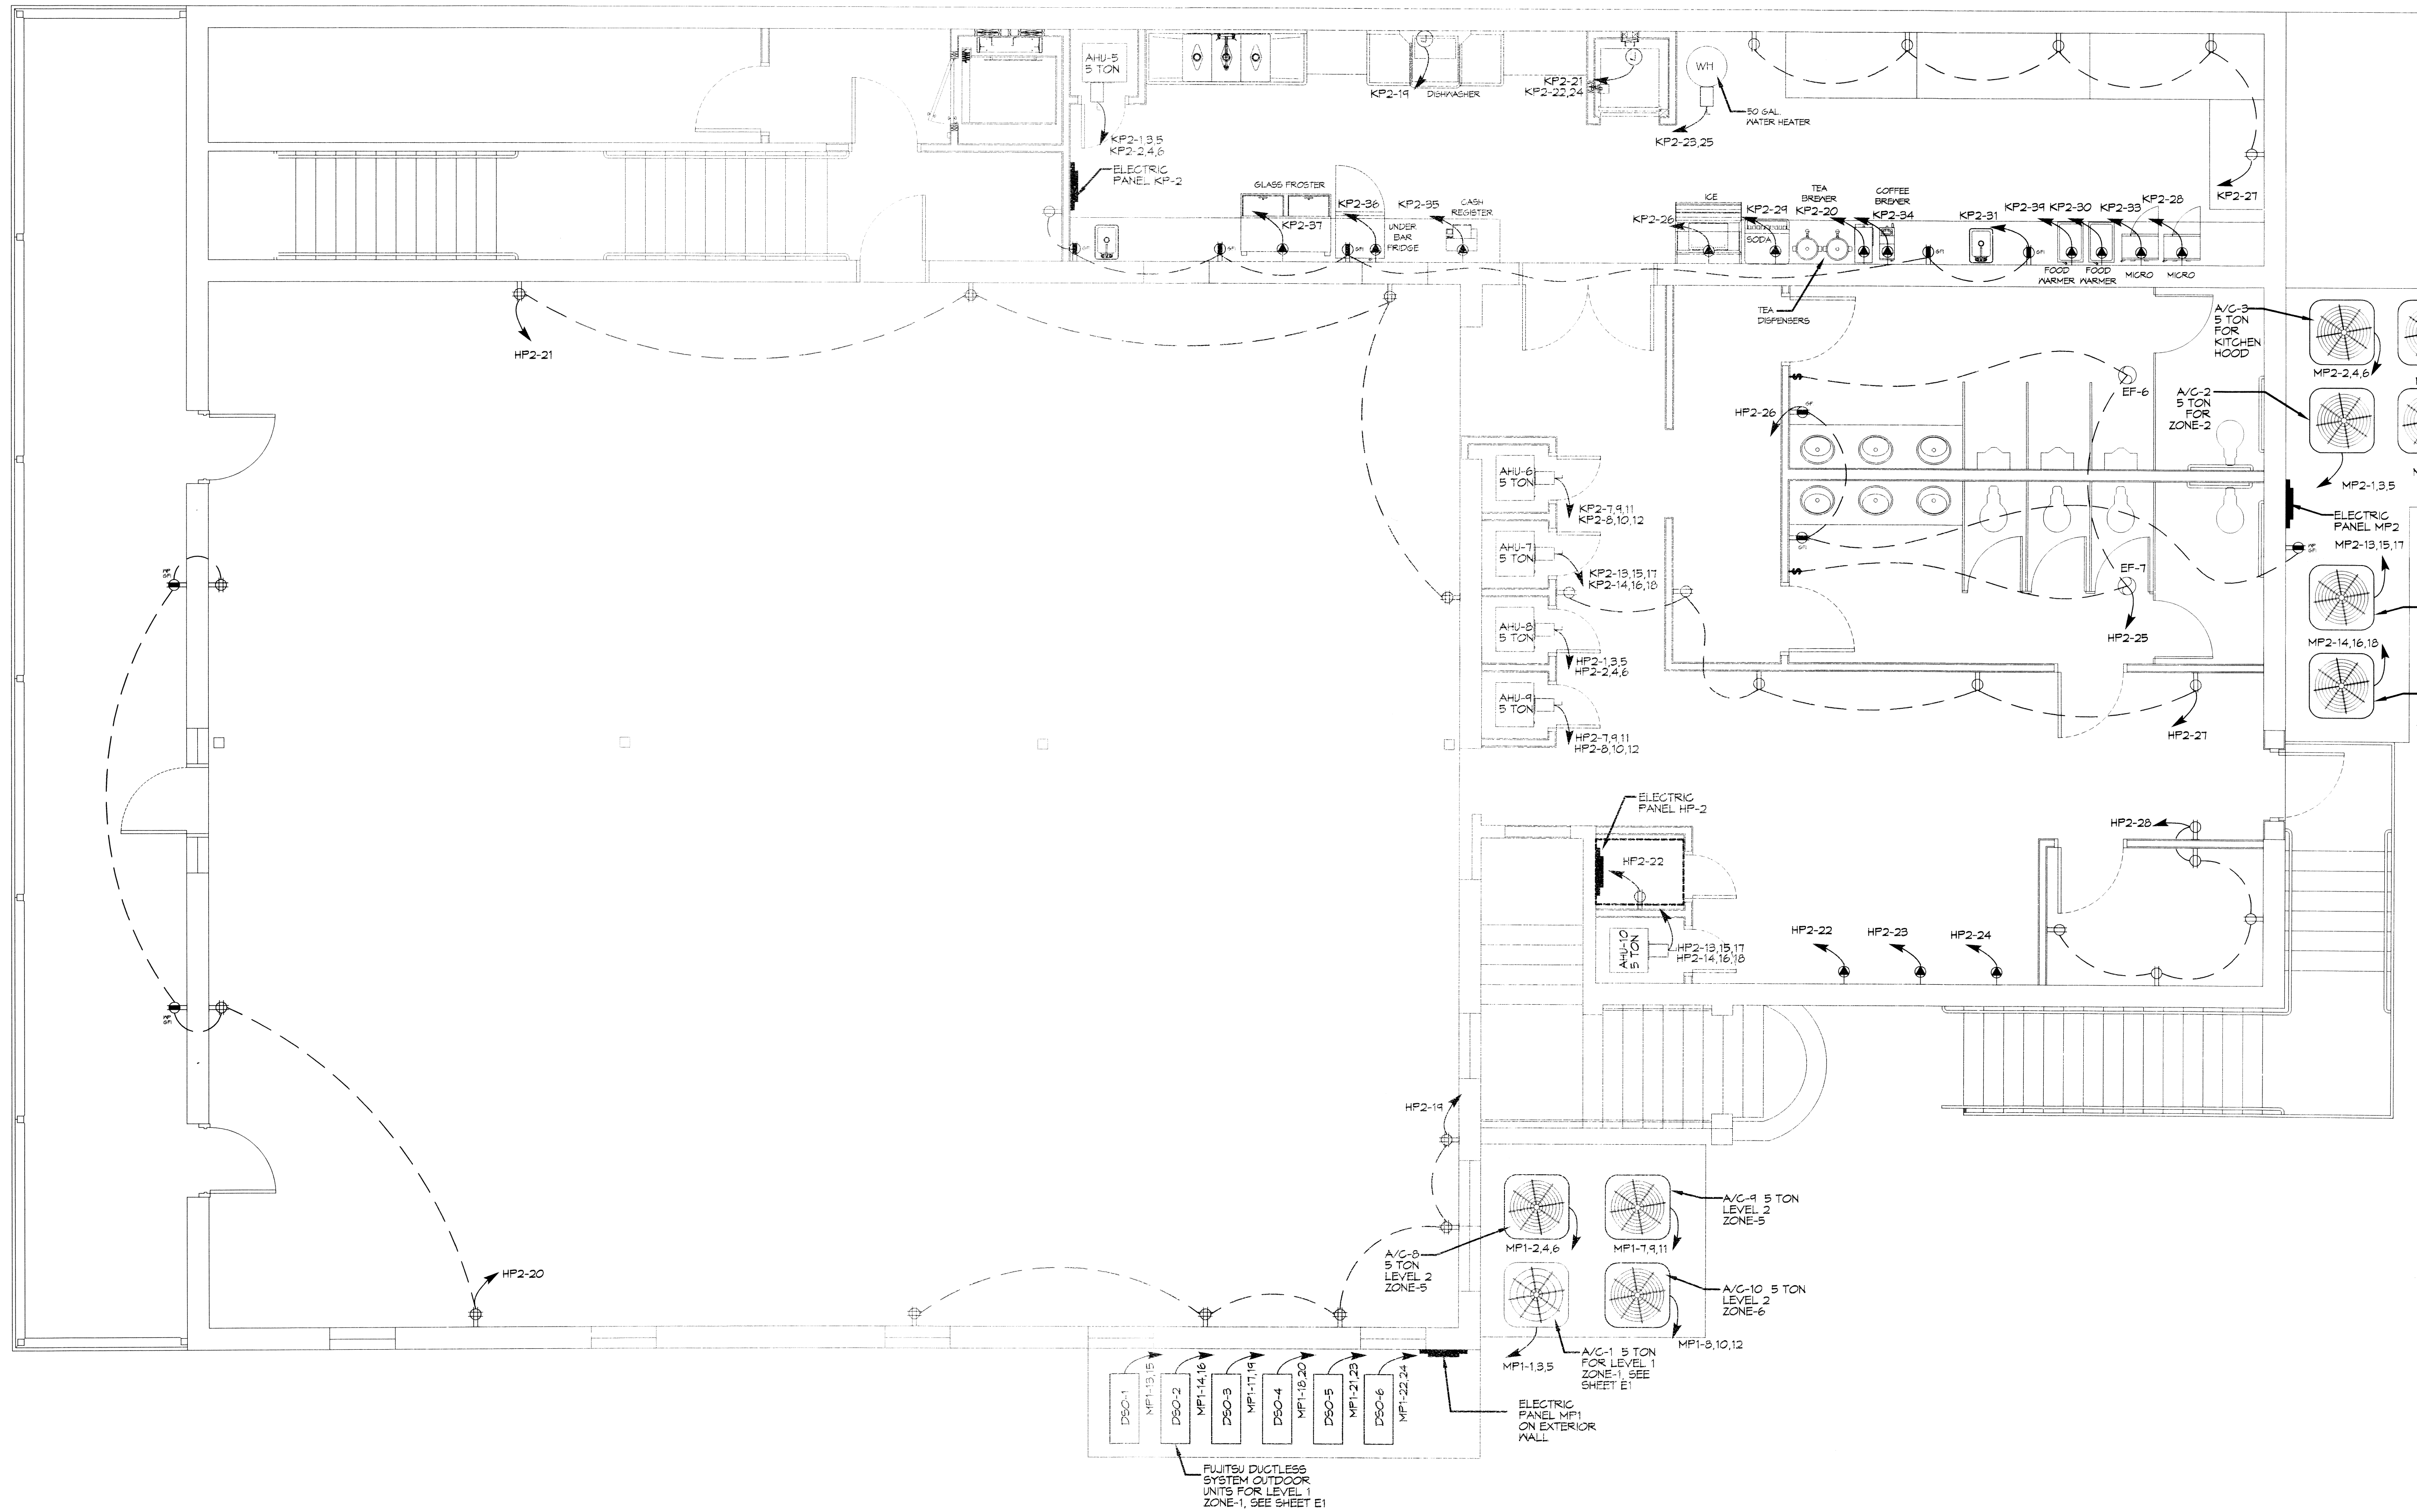 AHU-5
5 TON
KP2-1,3,5
KP2-2,4,6
ELECTRIC
PANEL KP-2
KP2-19
DISHWASHER
KP2-21
KP2-22,24
WH
50 GAL.
WATER HEATER
KP2-23,25
KP2-27
GLASS FROSTER
KP2-37
KP2-36
UNDER
BAR
FRIDGE
KP2-35
CASH
REGISTER
GFI
GFI
GFI
KP2-26
ICE
KP2-29
SODA
TEA
BREWER
KP2-20
COFFEE
BREWER
KP2-34
KP2-31
KP2-39
KP2-30
KP2-33
KP2-28
GFI
GFI
FOOD
WARMER
FOOD
WARMER
MICRO
MICRO
TEA
DISPENSERS
HP2-21
A/C-3
5 TON
FOR
KITCHEN
HOOD
MP2-2,4,6
A/C-2
5 TON
FOR
ZONE-2
MP2-1,3,5
EF-6
HP2-26
ELECTRIC
PANEL MP2
MP2-13,15,17
MP2-14,16,18
AHU-6
5 TON
KP2-7,9,11
KP2-8,10,12
AHU-7
5 TON
KP2-13,15,17
KP2-14,16,18
AHU-8
5 TON
HP2-1,3,5
HP2-2,4,6
AHU-9
5 TON
HP2-7,9,11
HP2-8,10,12
GFI
EF-7
HP2-25
HP2-27
WP
GFI
WP
GFI
ELECTRIC
PANEL HP-2
HP2-22
AHU-10
5 TON
HP2-13,15,17
HP2-14,16,18
HP2-28
HP2-22
HP2-23
HP2-24
WP
GFI
HP2-19
HP2-20
A/C-8
5 TON
LEVEL 2
ZONE-5
MP1-2,4,6
MP1-7,9,11
A/C-9 5 TON
LEVEL 2
ZONE-5
A/C-10 5 TON
LEVEL 2
ZONE-6
MP1-8,10,12
MP1-1,3,5
A/C-1 5 TON
FOR LEVEL 1
ZONE-1, SEE
SHEET E1
DSO-1
MP1-13,15
DSO-2
MP1-14,16
DSO-3
MP1-17,19
DSO-4
MP1-18,20
DSO-5
MP1-21,23
DSO-6
MP1-22,24
ELECTRIC
PANEL MP1
ON EXTERIOR
WALL
FUJITSU DUCTLESS
SYSTEM OUTDOOR
UNITS FOR LEVEL 1
ZONE-1, SEE SHEET E1